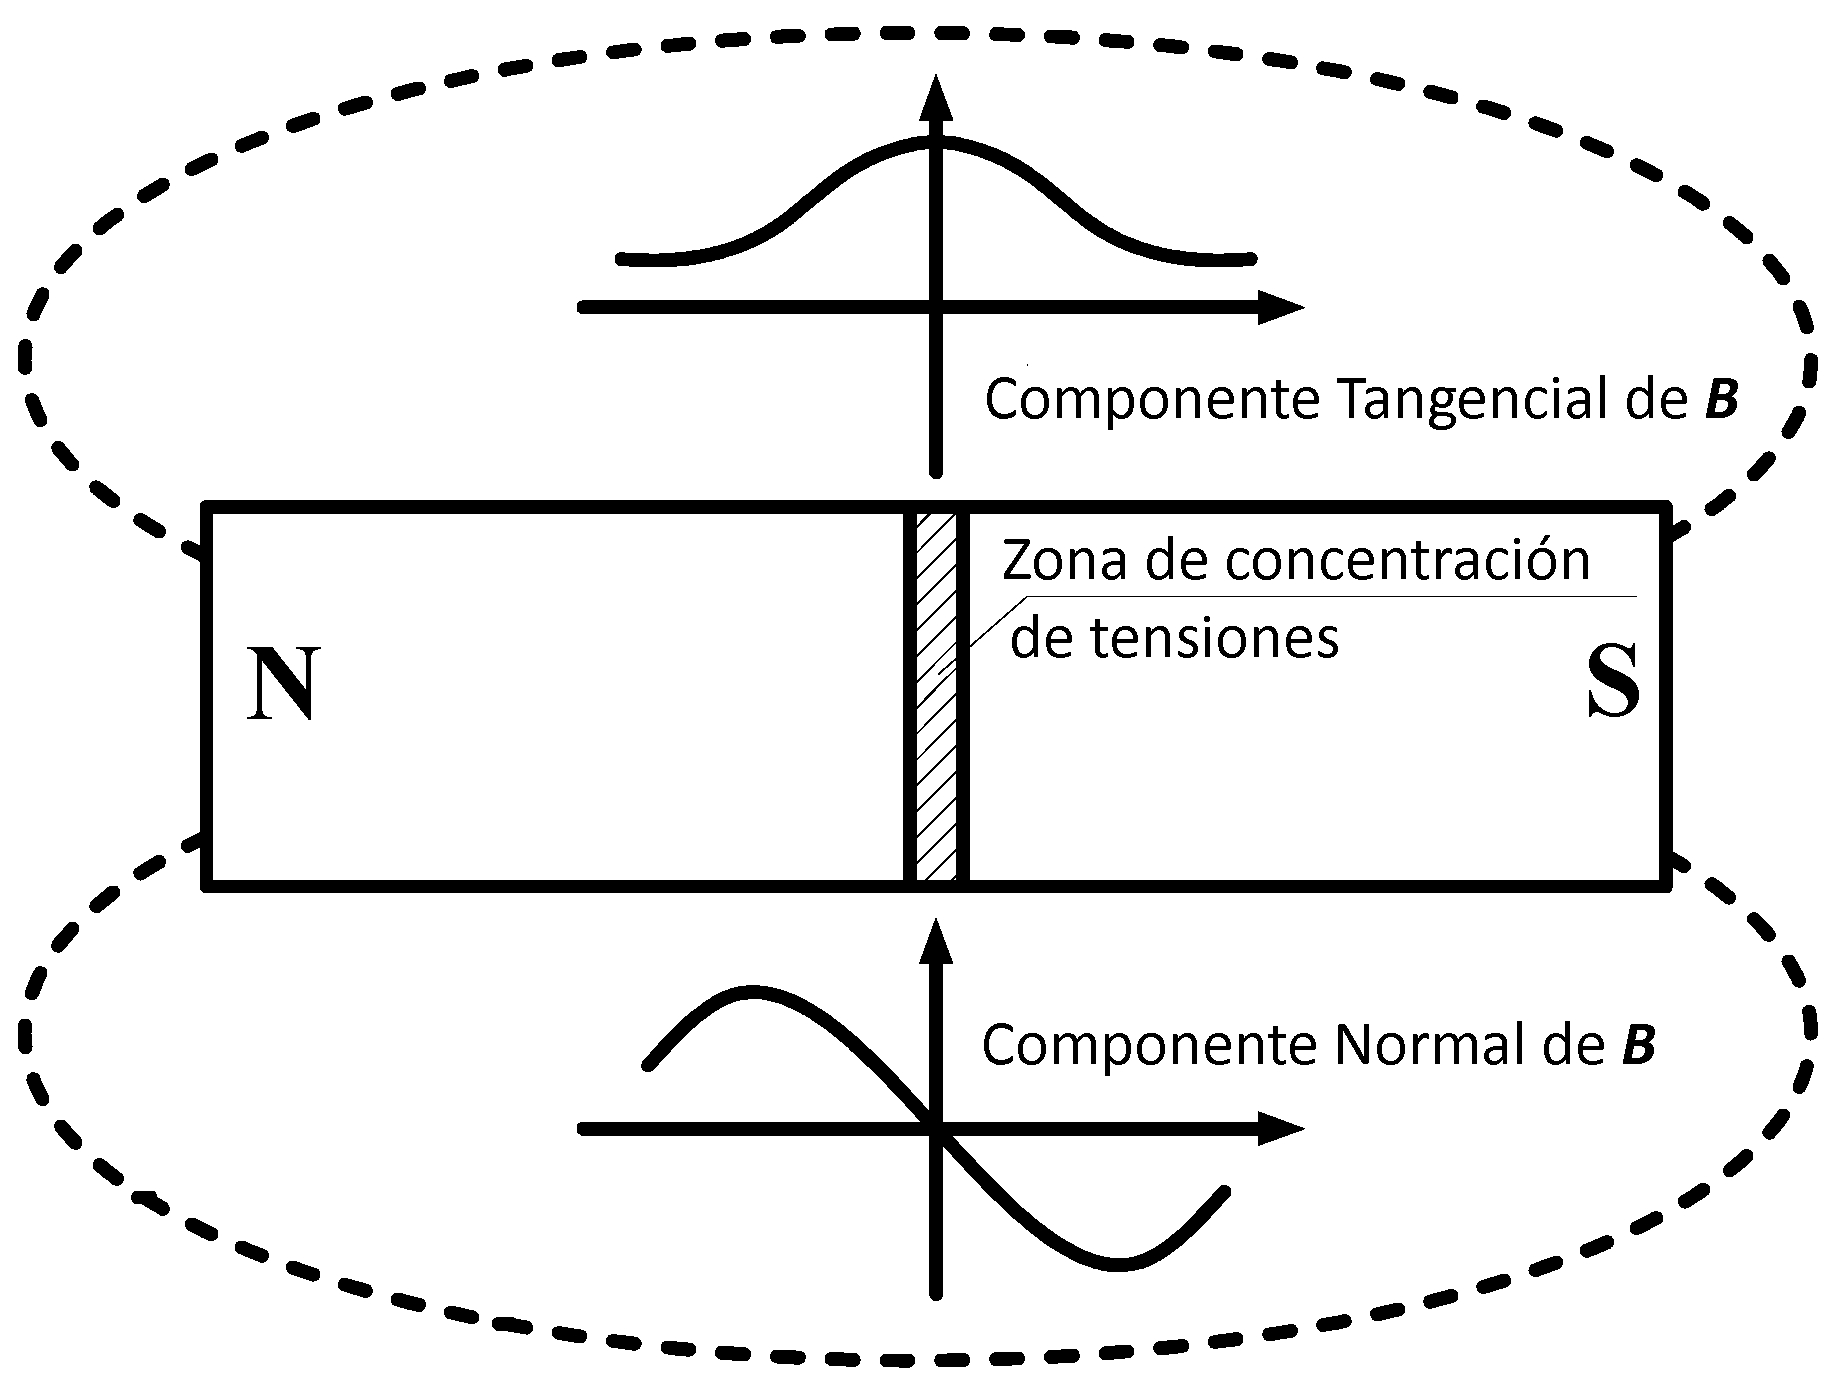 Componente Tangencial de B
Zona de concentración
de tensiones
N
S
Componente Normal de B